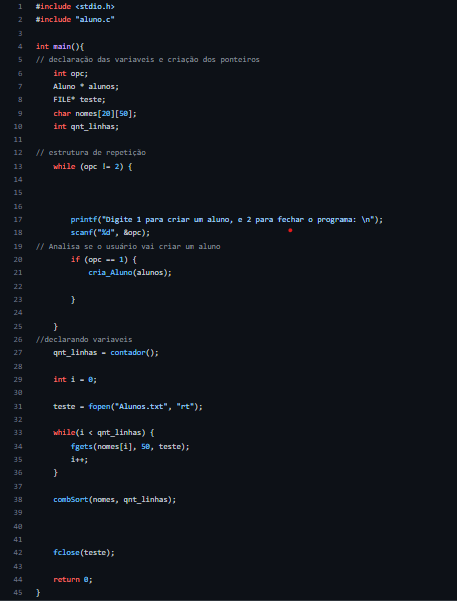 1 #include <stdio.h>
2 #include "aluno.c"
3
4 int main(){
5 // declaração das variaveis e criação dos ponteiros
6 int opc;
7 Aluno * alunos;
8 FILE* teste;
9 char nomes[20][50];
10 int qnt_linhas;
11
12 // estrutura de repetição
13 while (opc != 2) {
14
15
16
17 printf("Digite 1 para criar um aluno, e 2 para fechar o programa: \n");
18 scanf("%d", &opc);
19 // Analisa se o usuário vai criar um aluno
20 if (opc == 1) {
21 cria_Aluno(alunos);
22
23 }
24
25 }
26 //declarando variaveis
27 qnt_linhas = contador();
28
29 int i = 0;
30
31 teste = fopen("Alunos.txt", "rt");
32
33 while(i < qnt_linhas) {
34 fgets(nomes[i], 50, teste);
35 i++;
36 }
37
38 combSort(nomes, qnt_linhas);
39
40
41
42 fclose(teste);
43
44 return 0;
45 }